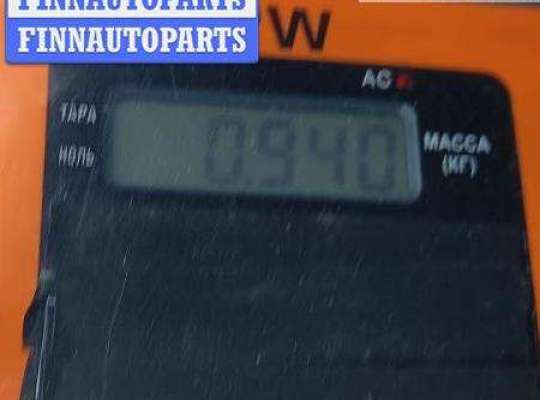 FINNAUTOPARTS
FINNAUTOPARTS
W
AC
ТАРА
НОЛЬ
0.940
МАССА
(КГ)